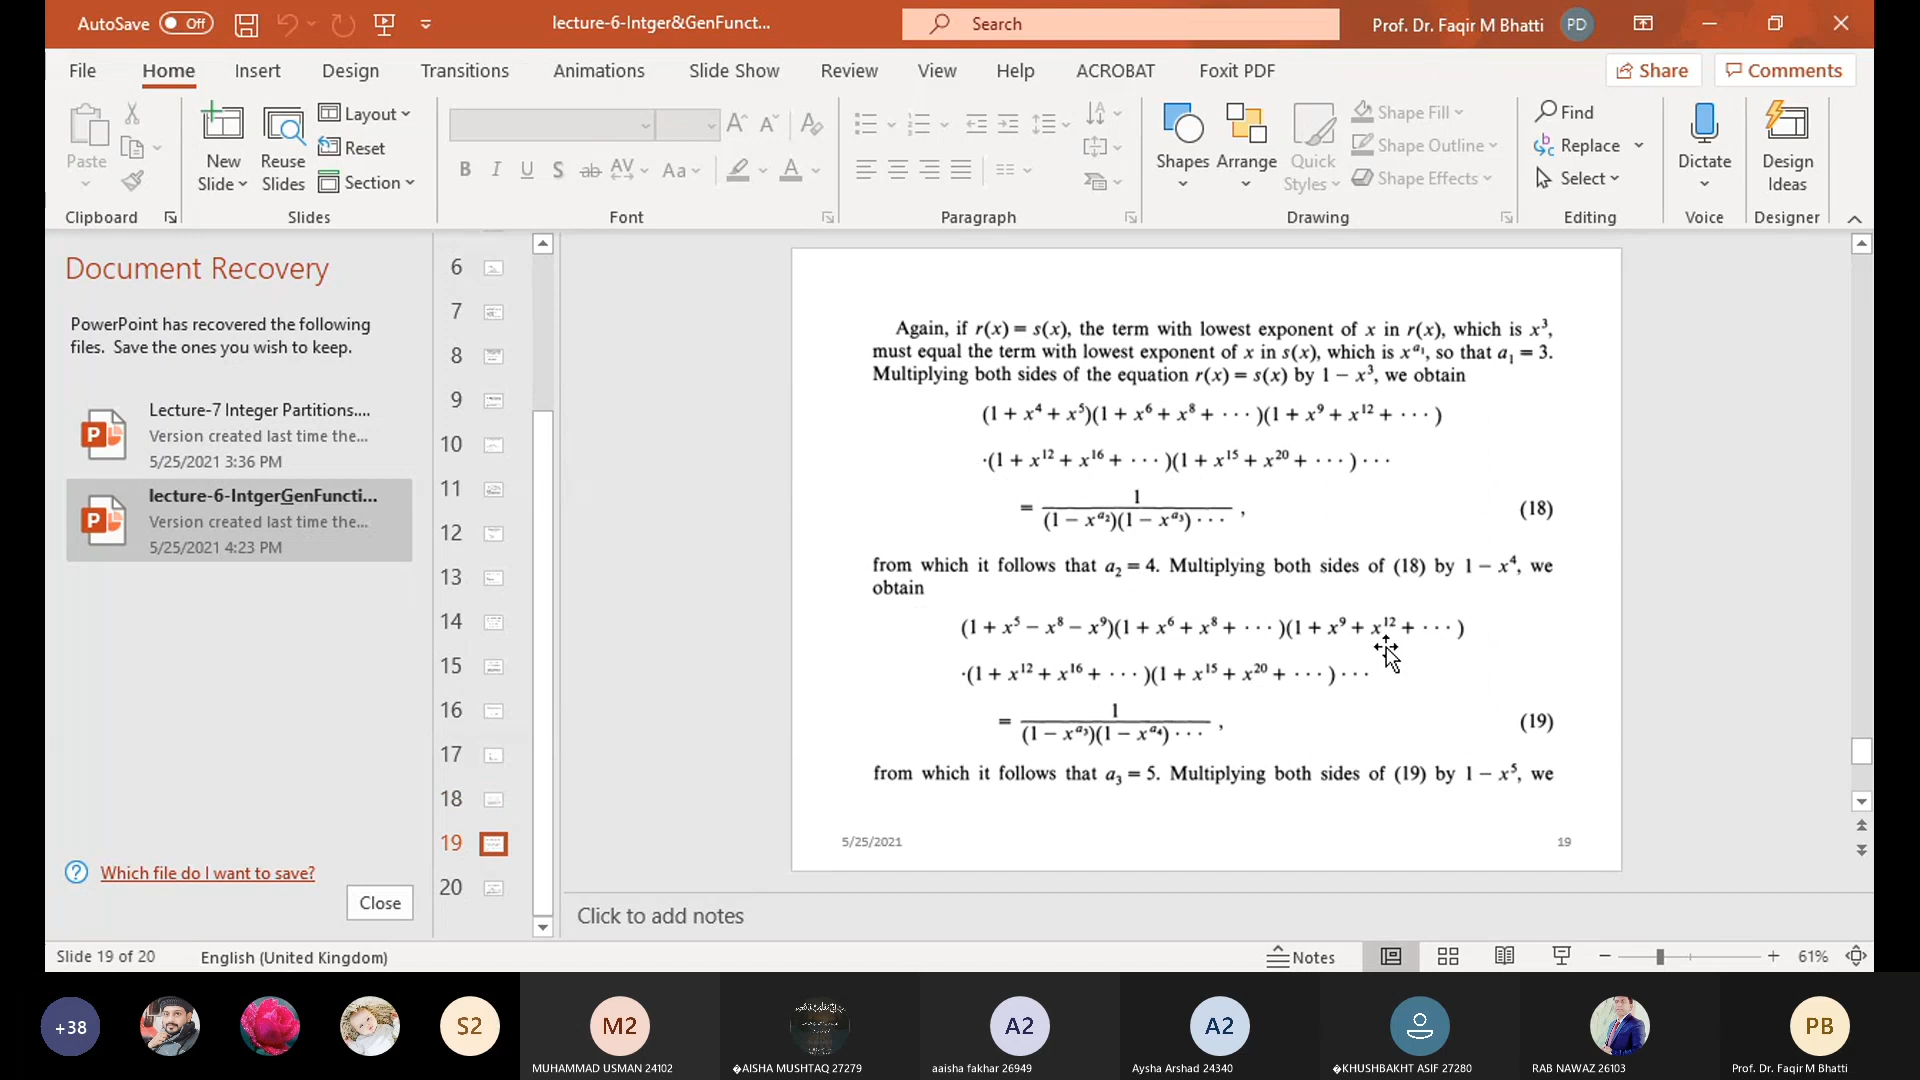 AutoSave Off lecture-6-Intger&GenFunct... Search Prof. Dr. Faqir M Bhatti PD
File Home Insert Design Transitions Animations Slide Show Review View Help ACROBAT Foxit PDF Share Comments
Paste
New Slide
Reuse Slides
Layout
Reset
Section
B I U S ab AV Aa A
Shapes
Arrange
Quick Styles
Shape Fill
Shape Outline
Shape Effects
Find
Replace
Select
Dictate
Design Ideas
Clipboard Slides Font Paragraph Drawing Editing Voice Designer
Document Recovery
PowerPoint has recovered the following
files. Save the ones you wish to keep.
Lecture-7 Integer Partitions....
Version created last time the...
5/25/2021 3:36 PM
lecture-6-IntgerGenFuncti...
Version created last time the...
5/25/2021 4:23 PM
Which file do I want to save?
Close
6
7
8
9
10
11
12
13
14
15
16
17
18
19
20
Again, if r(x) = s(x), the term with lowest exponent of x in r(x), which is x³,
must equal the term with lowest exponent of x in s(x), which is x^{a₁}, so that a₁ = 3.
Multiplying both sides of the equation r(x) = s(x) by 1 − x³, we obtain
(1 + x⁴ + x⁵)(1 + x⁶ + x⁸ + · · · )(1 + x⁹ + x¹² + · · · )
·(1 + x¹² + x¹⁶ + · · · )(1 + x¹⁵ + x²⁰ + · · · ) · · ·
= 1 / (1 − x^{a₂})(1 − x^{a₃}) · · · , (18)
from which it follows that a₂ = 4. Multiplying both sides of (18) by 1 − x⁴, we
obtain
(1 + x⁵ − x⁸ − x⁹)(1 + x⁶ + x⁸ + · · · )(1 + x⁹ + x¹² + · · · )
·(1 + x¹² + x¹⁶ + · · · )(1 + x¹⁵ + x²⁰ + · · · ) · · ·
= 1 / (1 − x^{a₃})(1 − x^{a₄}) · · · , (19)
from which it follows that a₃ = 5. Multiplying both sides of (19) by 1 − x⁵, we
5/25/2021 19
Click to add notes
Slide 19 of 20 English (United Kingdom) Notes 61%
+38 S2 M2 A2 A2 PB
MUHAMMAD USMAN 24102 �AISHA MUSHTAQ 27279 aaisha fakhar 26949 Aysha Arshad 24340 �KHUSHBAKHT ASIF 27280 RAB NAWAZ 26103 Prof. Dr. Faqir M Bhatti